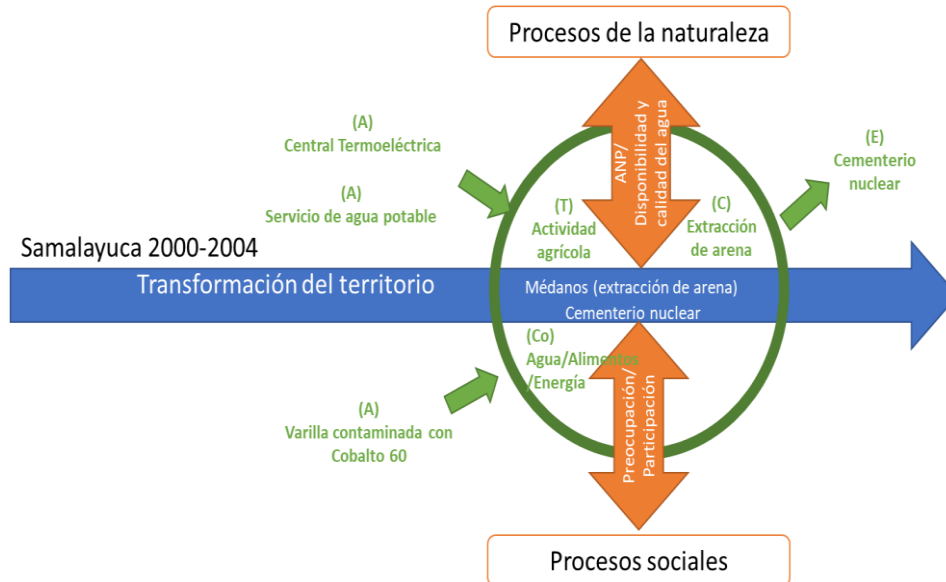 Procesos de la naturaleza
(A)
Central Termoeléctrica
(A)
Servicio de agua potable
ANP/
Disponibilidad y
calidad del agua
(E)
Cementerio
nuclear
(T)
Actividad
agrícola
(C)
Extracción
de arena
Samalayuca 2000-2004
Transformación del territorio
Médanos (extracción de arena)
Cementerio nuclear
(Co)
Agua/Alimentos
/Energía
Preocupación/
Participación
(A)
Varilla contaminada con
Cobalto 60
Procesos sociales